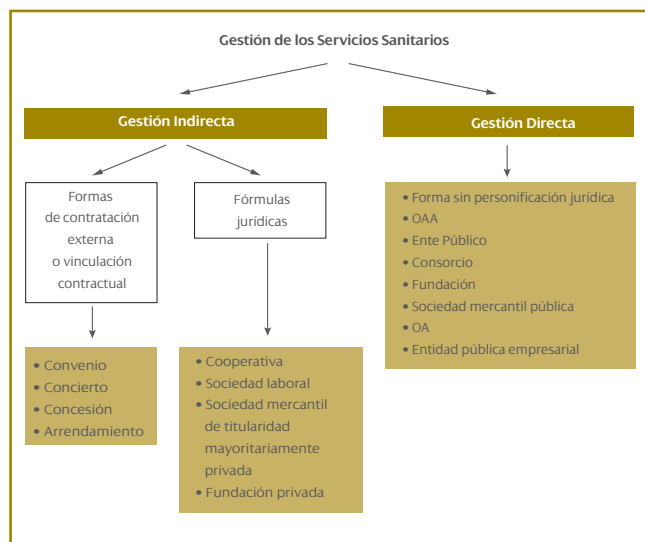 Gestión de los Servicios Sanitarios
Gestión Indirecta
Gestión Directa
Formas
de contratación
externa
o vinculación
contractual
Fórmulas
jurídicas
• Forma sin personificación jurídica
• OAA
• Ente Público
• Consorcio
• Fundación
• Sociedad mercantil pública
• OA
• Entidad pública empresarial
• Convenio
• Concierto
• Concesión
• Arrendamiento
• Cooperativa
• Sociedad laboral
• Sociedad mercantil
de titularidad
mayoritariamente
privada
• Fundación privada